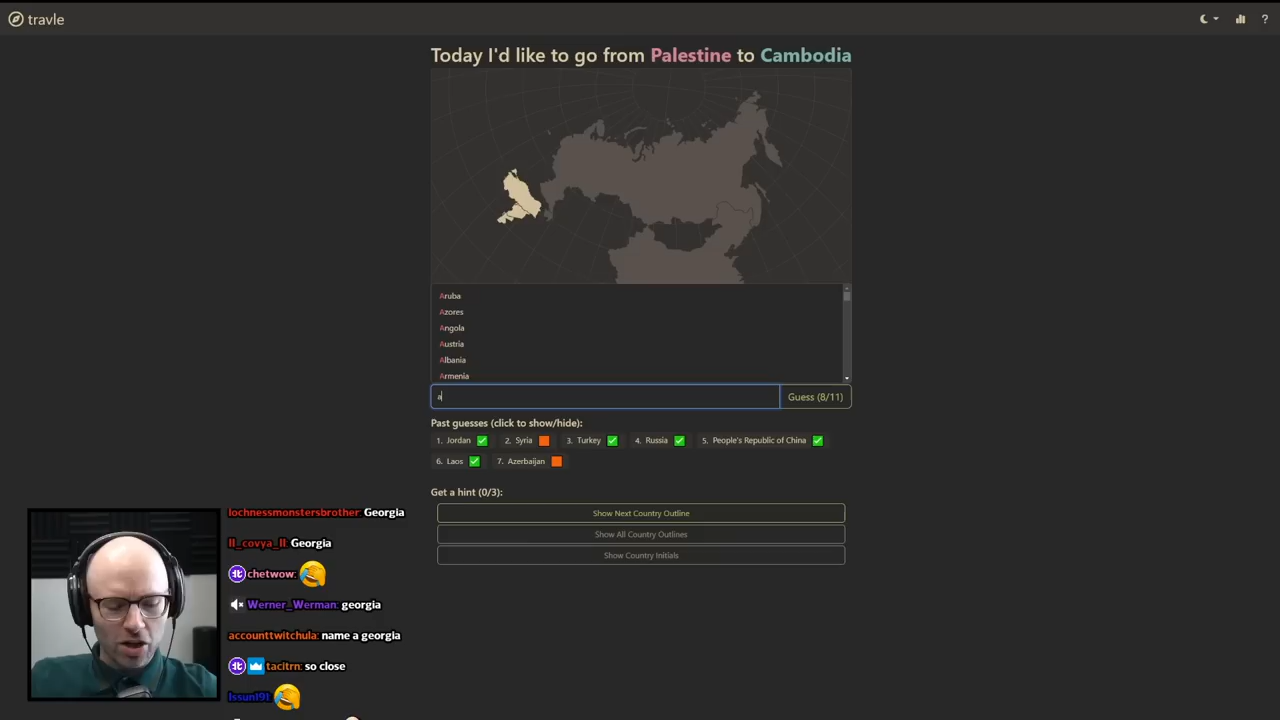 travle
?
Today I'd like to go from Palestine to Cambodia
Aruba
Azores
Angola
Austria
Albania
Armenia
a
Guess (8/11)
Past guesses (click to show/hide):
1. Jordan 2. Syria 3. Turkey 4. Russia 5. People's Republic of China
6. Laos 7. Azerbaijan
Get a hint (0/3):
Show Next Country Outline
Show All Country Outlines
Show Country Initials
lochnessmonstersbrother: Georgia
ll_covya_ll: Georgia
chetwow:
Werner_Werman: georgia
accounttwitchula: name a georgia
tacitrn: so close